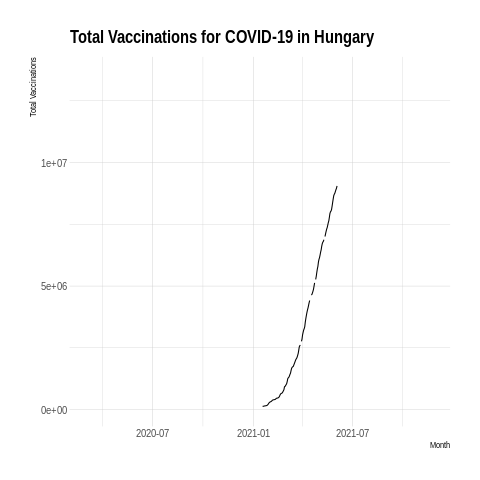 Total Vaccinations for COVID-19 in Hungary
Total Vaccinations
1e+07
5e+06
0e+00
2020-07 2021-01 2021-07
Month